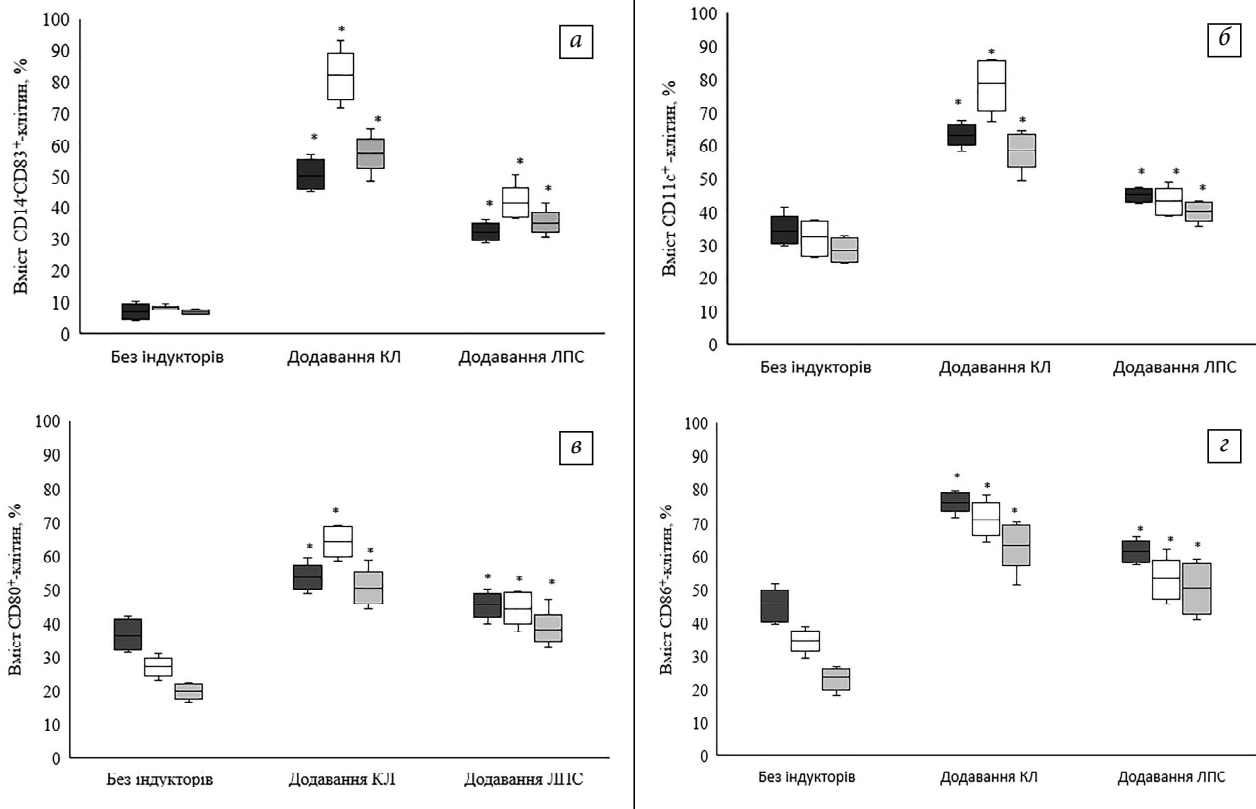 а
Вміст CD14-CD83⁺-клітин, %
100%
90
80
70
60
50
40
30
20
10
0
* * *
* * *
Без індукторів Додавання КЛ Додавання ЛПС
б
Вміст CD11c⁺ -клітин, %
100
90
80
70
60
50
40
30
20
10
0
* * *
* * *
Без індукторів Додавання КЛ Додавання ЛПС
в
Вміст CD80⁺-клітин, %
100
90
80
70
60
50
40
30
20
10
0
* * *
* * *
Без індукторів Додавання КЛ Додавання ЛПС
г
Вміст CD86⁺-клітин, %
100
90
80
70
60
50
40
30
20
10
0
* * *
* * *
Без індукторів Додавання КЛ Додавання ЛПС